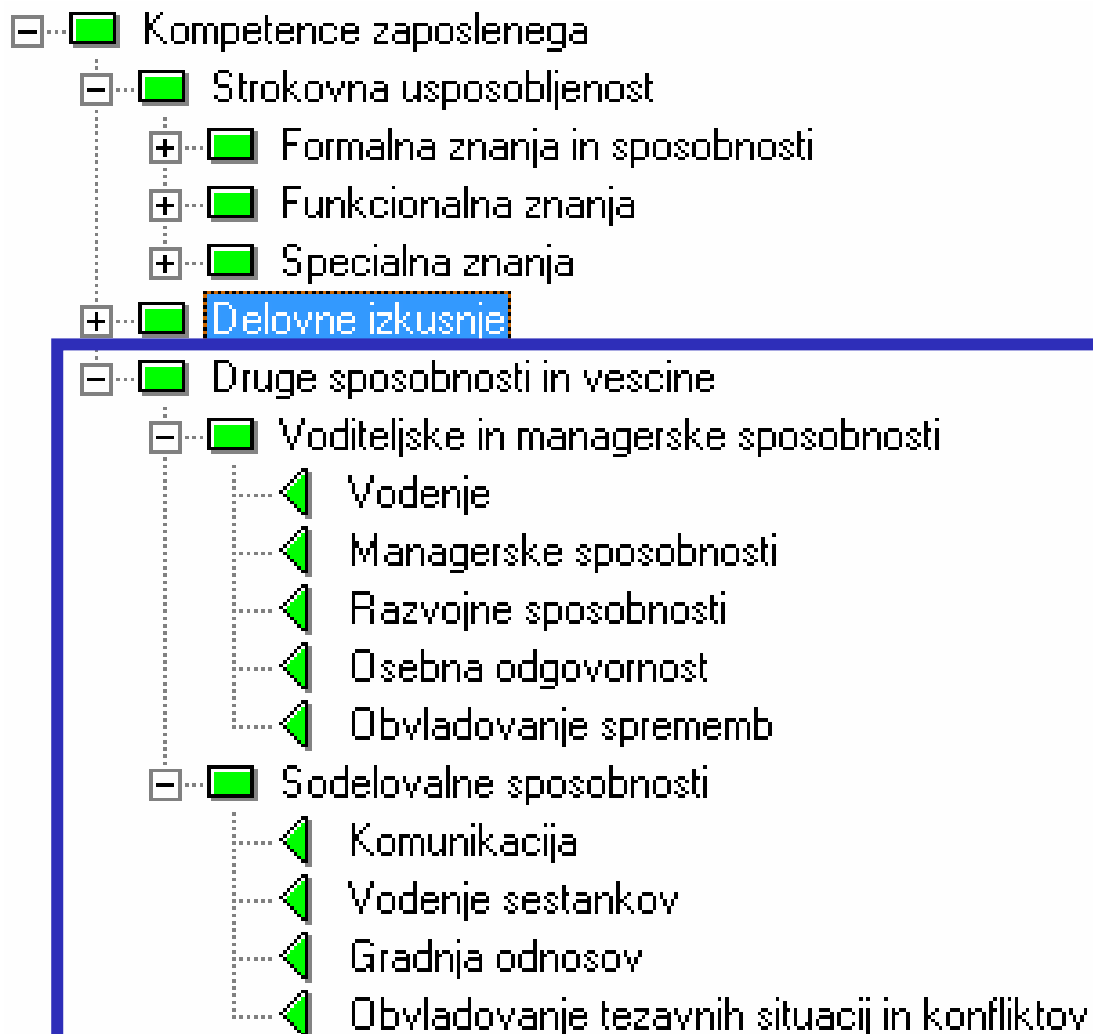 Kompetence zaposlenega
Strokovna usposobljenost
Formalna znanja in sposobnosti
Funkcionalna znanja
Specialna znanja
Delovne izkusnje
Druge sposobnosti in vescine
Voditeljske in managerske sposobnosti
Vodenje
Managerske sposobnosti
Razvojne sposobnosti
Osebna odgovornost
Obvladovanje sprememb
Sodelovalne sposobnosti
Komunikacija
Vodenje sestankov
Gradnja odnosov
Obvladovanje tezavnih situacij in konfliktov